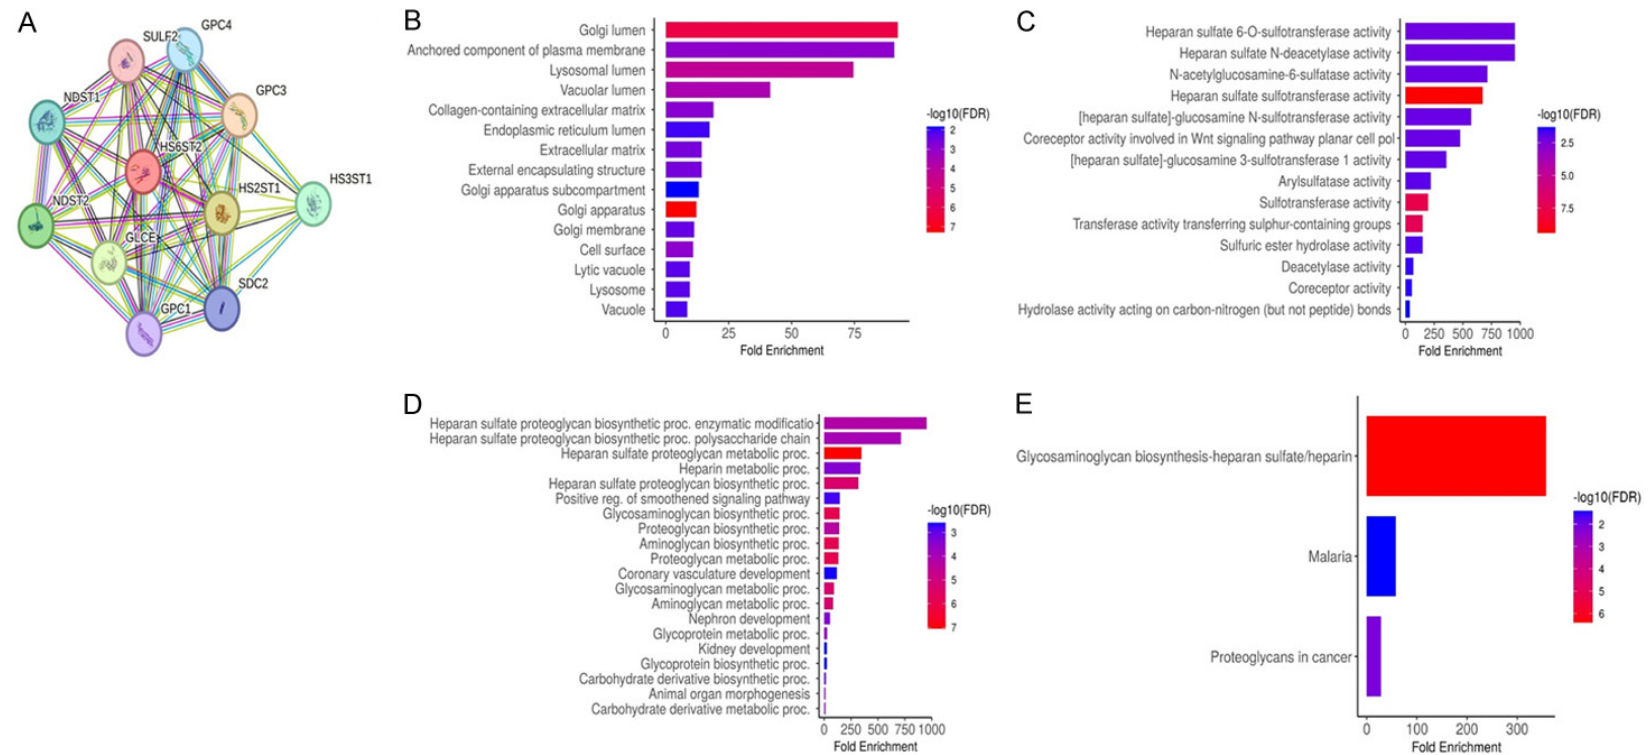 A
SULF2
GPC4
NDST1
GPC3
HS6ST2
HS3ST1
NDST2
HS2ST1
GLCE
SDC2
GPC1
B
Golgi lumen
Anchored component of plasma membrane
Lysosomal lumen
Vacuolar lumen
Collagen-containing extracellular matrix
Endoplasmic reticulum lumen
Extracellular matrix
External encapsulating structure
Golgi apparatus subcompartment
Golgi apparatus
Golgi membrane
Cell surface
Lytic vacuole
Lysosome
Vacuole
0 25 50 75
Fold Enrichment
-log10(FDR)
2
3
4
5
6
7
C
Heparan sulfate 6-O-sulfotransferase activity
Heparan sulfate N-deacetylase activity
N-acetylglucosamine-6-sulfatase activity
Heparan sulfate sulfotransferase activity
[heparan sulfate]-glucosamine N-sulfotransferase activity
Coreceptor activity involved in Wnt signaling pathway planar cell pol
[heparan sulfate]-glucosamine 3-sulfotransferase 1 activity
Arylsulfatase activity
Sulfotransferase activity
Transferase activity transferring sulphur-containing groups
Sulfuric ester hydrolase activity
Deacetylase activity
Coreceptor activity
Hydrolase activity acting on carbon-nitrogen (but not peptide) bonds
0 250 500 750 1000
Fold Enrichment
-log10(FDR)
2.5
5.0
7.5
D
Heparan sulfate proteoglycan biosynthetic proc. enzymatic modificatio
Heparan sulfate proteoglycan biosynthetic proc. polysaccharide chain
Heparan sulfate proteoglycan metabolic proc.
Heparin metabolic proc.
Heparan sulfate proteoglycan biosynthetic proc.
Positive reg. of smoothened signaling pathway
Glycosaminoglycan biosynthetic proc.
Proteoglycan biosynthetic proc.
Aminoglycan biosynthetic proc.
Proteoglycan metabolic proc.
Coronary vasculature development
Glycosaminoglycan metabolic proc.
Aminoglycan metabolic proc.
Nephron development
Glycoprotein metabolic proc.
Kidney development
Glycoprotein biosynthetic proc.
Carbohydrate derivative biosynthetic proc.
Animal organ morphogenesis
Carbohydrate derivative metabolic proc.
0 250 500 750 1000
Fold Enrichment
-log10(FDR)
3
4
5
6
7
E
Glycosaminoglycan biosynthesis-heparan sulfate/heparin
Malaria
Proteoglycans in cancer
0 100 200 300
Fold Enrichment
-log10(FDR)
2
3
4
5
6